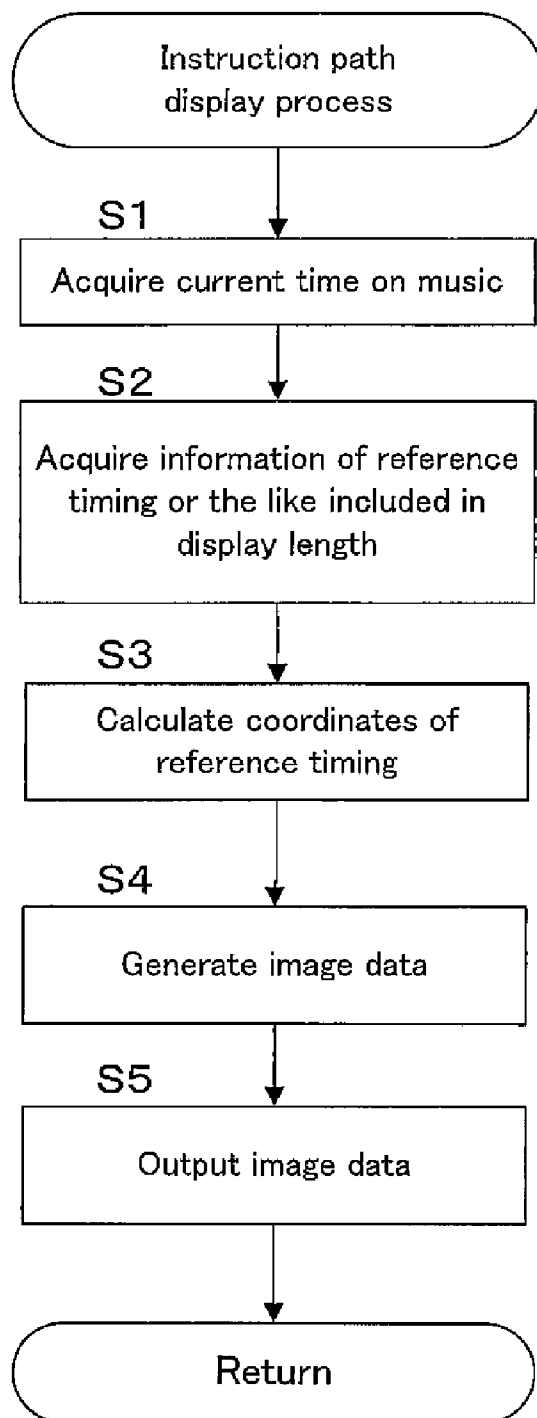 Instruction path
display process
S1
Acquire current time on music
S2
Acquire information of reference
timing or the like included in
display length
S3
Calculate coordinates of
reference timing
S4
Generate image data
S5
Output image data
Return